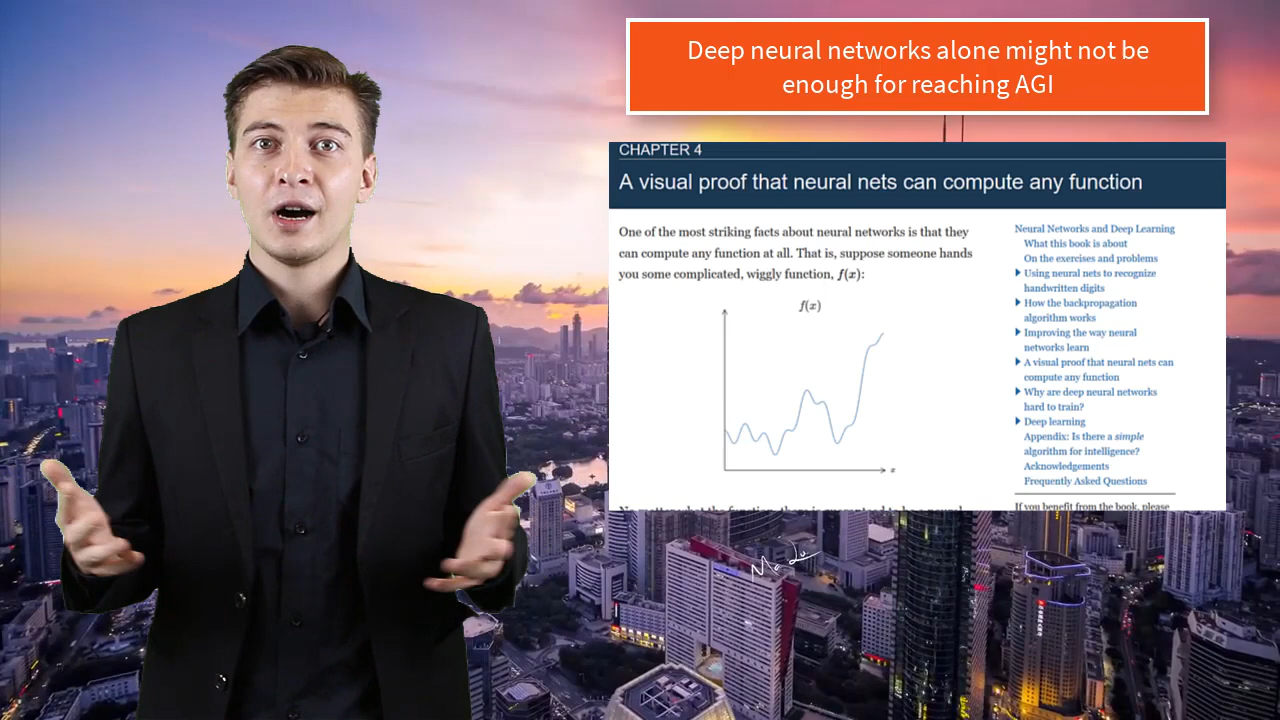 Deep neural networks alone might not be
enough for reaching AGI
CHAPTER 4
A visual proof that neural nets can compute any function
One of the most striking facts about neural networks is that they
can compute any function at all. That is, suppose someone hands
you some complicated, wiggly function, f(x):
f(x)
x
Neural Networks and Deep Learning
What this book is about
On the exercises and problems
Using neural nets to recognize
handwritten digits
How the backpropagation
algorithm works
Improving the way neural
networks learn
A visual proof that neural nets can
compute any function
Why are deep neural networks
hard to train?
Deep learning
Appendix: Is there a simple
algorithm for intelligence?
Acknowledgements
Frequently Asked Questions
If you benefit from the book, please